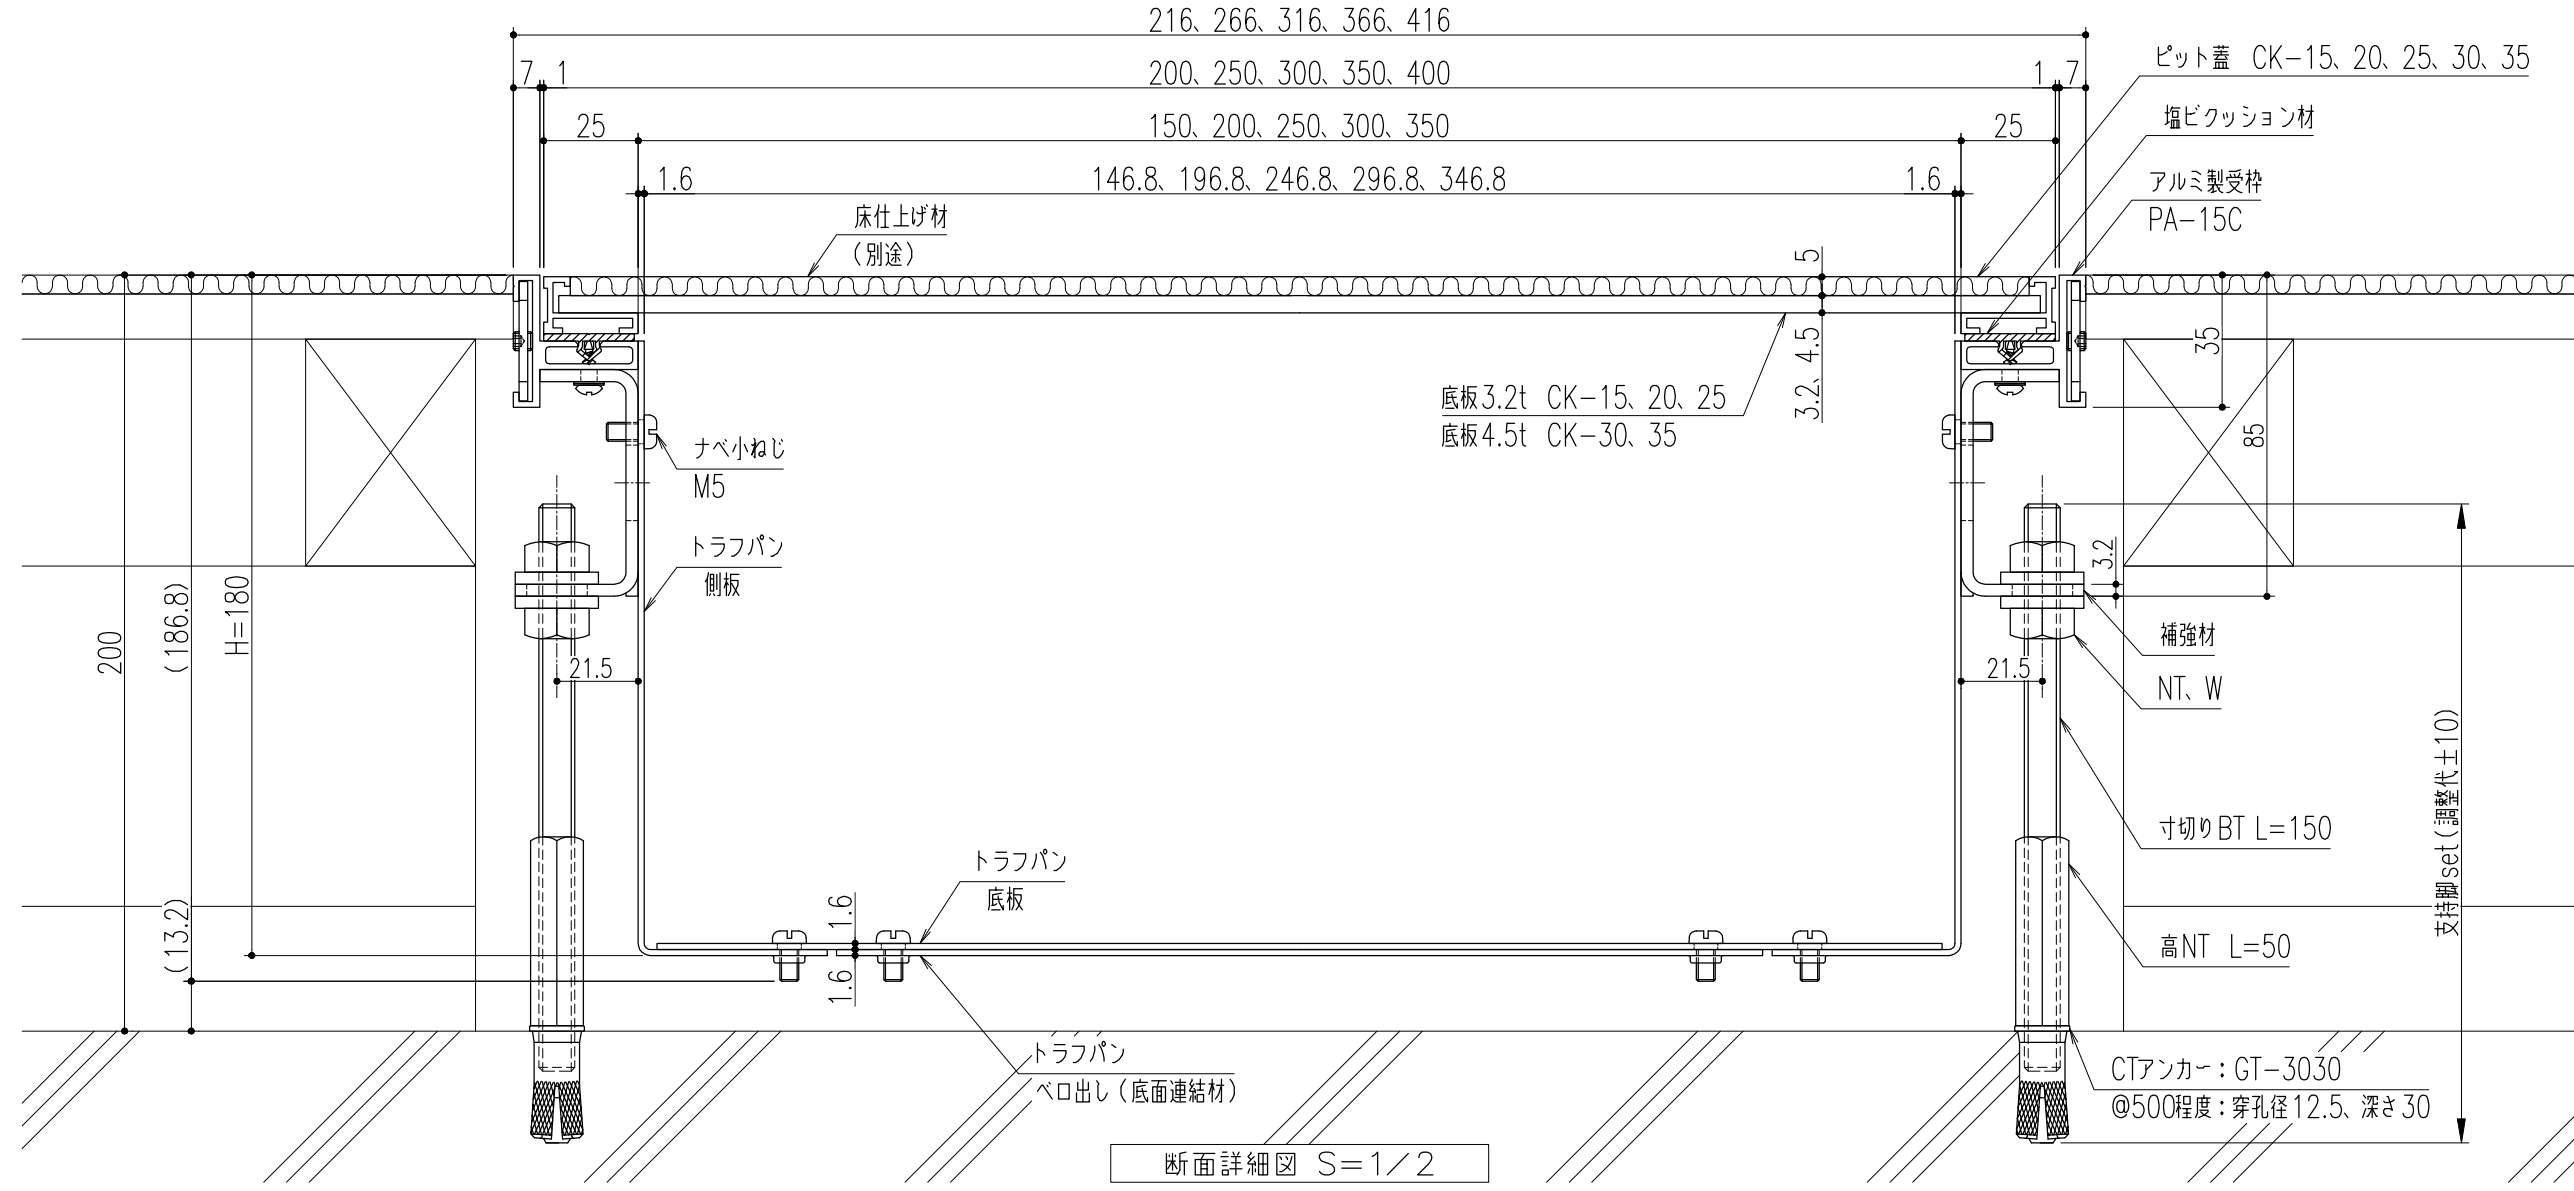 216、266、316、366、416
7
1
200、250、300、350、400
1
7
ピット蓋 CK-15、20、25、30、35
25
150、200、250、300、350
25
塩ビクッション材
1.6
146.8、196.8、246.8、296.8、346.8
1.6
アルミ製受枠
PA-15C
床仕上げ材
(別途)
5
3.2、4.5
底板3.2t CK-15、20、25
底板4.5t CK-30、35
35
85
ナベ小ねじ
M5
トラフパン
側板
3.2
200
(186.8)
H=180
(13.2)
21.5
21.5
補強材
NT、W
支持脚set(調整代±10)
寸切りBT L=150
トラフパン
底板
1.6
1.6
高NT L=50
トラフパン
ベロ出し(底面連結材)
CTアンカー:GT-3030
@500程度:穿孔径12.5、深さ30
断面詳細図 S=1/2